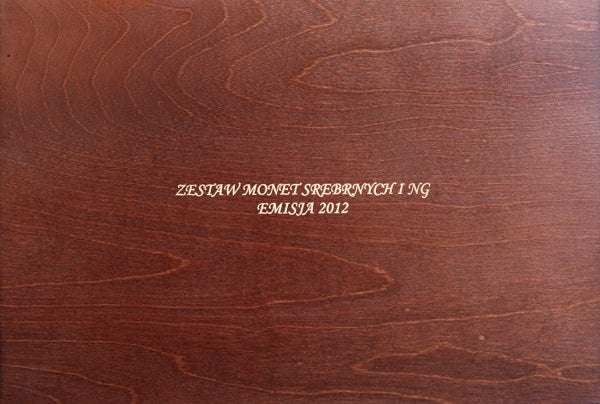 ZESTAW MONET SREBRNYCH I NG
EMISJA 2012